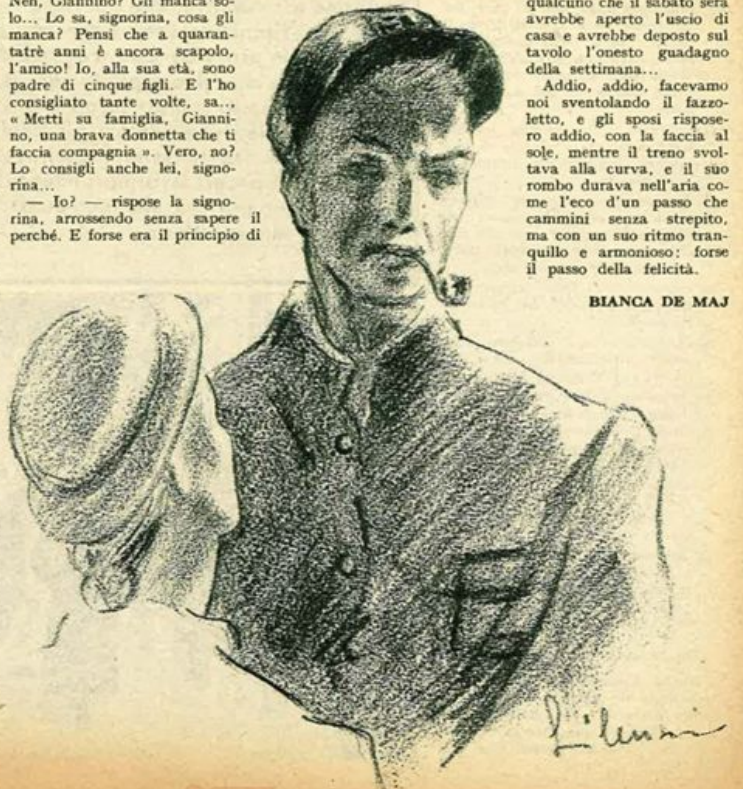 Neh, Giannino? Gli manca so-
lo... Lo sa, signorina, cosa gli
manca? Pensi che a quaran-
tatrè anni è ancora scapolo,
l'amico! Io, alla sua età, sono
padre di cinque figli. E l'ho
consigliato tante volte, sa...
« Metti su famiglia, Gianni-
no, una brava donnetta che ti
faccia compagnia ». Vero, no?
Lo consigli anche lei, signo-
rina...
— Io? — rispose la signo-
rina, arrossendo senza sapere il
perché. E forse era il principio di
qualcuno che il sabato sera
avrebbe aperto l'uscio di
casa e avrebbe deposto sul
tavolo l'onesto guadagno
della settimana...
Addio, addio, facevamo
noi sventolando il fazzo-
letto, e gli sposi rispose-
ro addio, con la faccia al
sole, mentre il treno svol-
tava alla curva, e il suo
rombo durava nell'aria co-
me l'eco d'un passo che
cammini senza strepito,
ma con un suo ritmo tran-
quillo e armonioso: forse
il passo della felicità.
BIANCA DE MAJ